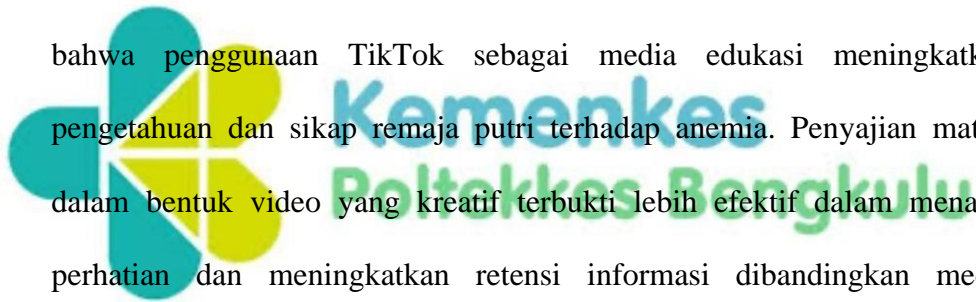 bahwa penggunaan TikTok sebagai media edukasi meningkatk
Kemenkes
pengetahuan dan sikap remaja putri terhadap anemia. Penyajian mat
dalam bentuk video yang kreatif terbukti lebih efektif dalam mena
Poltekkes Bengkulu
perhatian dan meningkatkan retensi informasi dibandingkan me